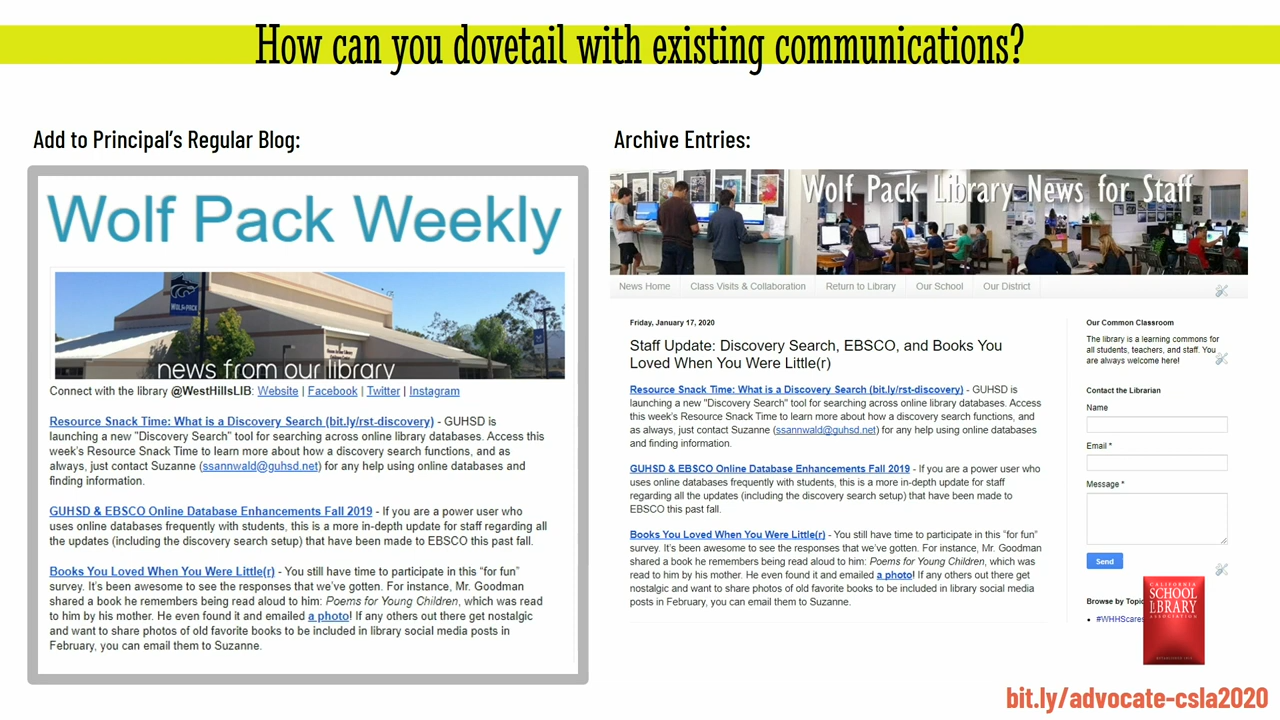 How can you dovetail with existing communications?
Add to Principal's Regular Blog:
Wolf Pack Weekly
WOLF PACK
news from our library
Connect with the library @WestHillsLIB: Website | Facebook | Twitter | Instagram
Resource Snack Time: What is a Discovery Search (bit.ly/rst-discovery) - GUHSD is
launching a new "Discovery Search" tool for searching across online library databases. Access this
week's Resource Snack Time to learn more about how a discovery search functions, and as
always, just contact Suzanne (ssannwald@guhsd.net) for any help using online databases and
finding information.
GUHSD & EBSCO Online Database Enhancements Fall 2019 - If you are a power user who
uses online databases frequently with students, this is a more in-depth update for staff regarding all
the updates (including the discovery search setup) that have been made to EBSCO this past fall.
Books You Loved When You Were Little(r) - You still have time to participate in this "for fun"
survey. It's been awesome to see the responses that we've gotten. For instance, Mr. Goodman
shared a book he remembers being read aloud to him: Poems for Young Children, which was read
to him by his mother. He even found it and emailed a photo! If any others out there get nostalgic
and want to share photos of old favorite books to be included in library social media posts in
February, you can email them to Suzanne.
Archive Entries:
Wolf Pack Library News for Staff
News Home Class Visits & Collaboration Return to Library Our School Our District
Friday, January 17, 2020
Staff Update: Discovery Search, EBSCO, and Books You
Loved When You Were Little(r)
Resource Snack Time: What is a Discovery Search (bit.ly/rst-discovery) - GUHSD is
launching a new "Discovery Search" tool for searching across online library databases. Access
this week's Resource Snack Time to learn more about how a discovery search functions, and
as always, just contact Suzanne (ssannwald@guhsd.net) for any help using online databases
and finding information.
GUHSD & EBSCO Online Database Enhancements Fall 2019 - If you are a power user who
uses online databases frequently with students, this is a more in-depth update for staff
regarding all the updates (including the discovery search setup) that have been made to
EBSCO this past fall.
Books You Loved When You Were Little(r) - You still have time to participate in this "for fun"
survey. It's been awesome to see the responses that we've gotten. For instance, Mr. Goodman
shared a book he remembers being read aloud to him: Poems for Young Children, which was
read to him by his mother. He even found it and emailed a photo! If any others out there get
nostalgic and want to share photos of old favorite books to be included in library social media
posts in February, you can email them to Suzanne.
Our Common Classroom
The library is a learning commons for
all students, teachers, and staff. You
are always welcome here!
Contact the Librarian
Name
Email *
Message *
Send
Browse by Topic
#WHHScares
CALIFORNIA
SCHOOL
LIBRARY
ASSOCIATION
bit.ly/advocate-csla2020